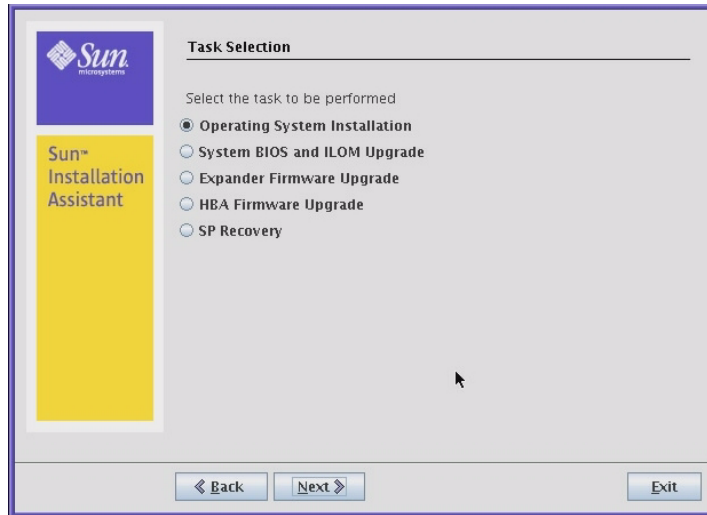 Sun
microsystems
Sun™
Installation
Assistant
Task Selection
Select the task to be performed
Operating System Installation
System BIOS and ILOM Upgrade
Expander Firmware Upgrade
HBA Firmware Upgrade
SP Recovery
Back
Next
Exit